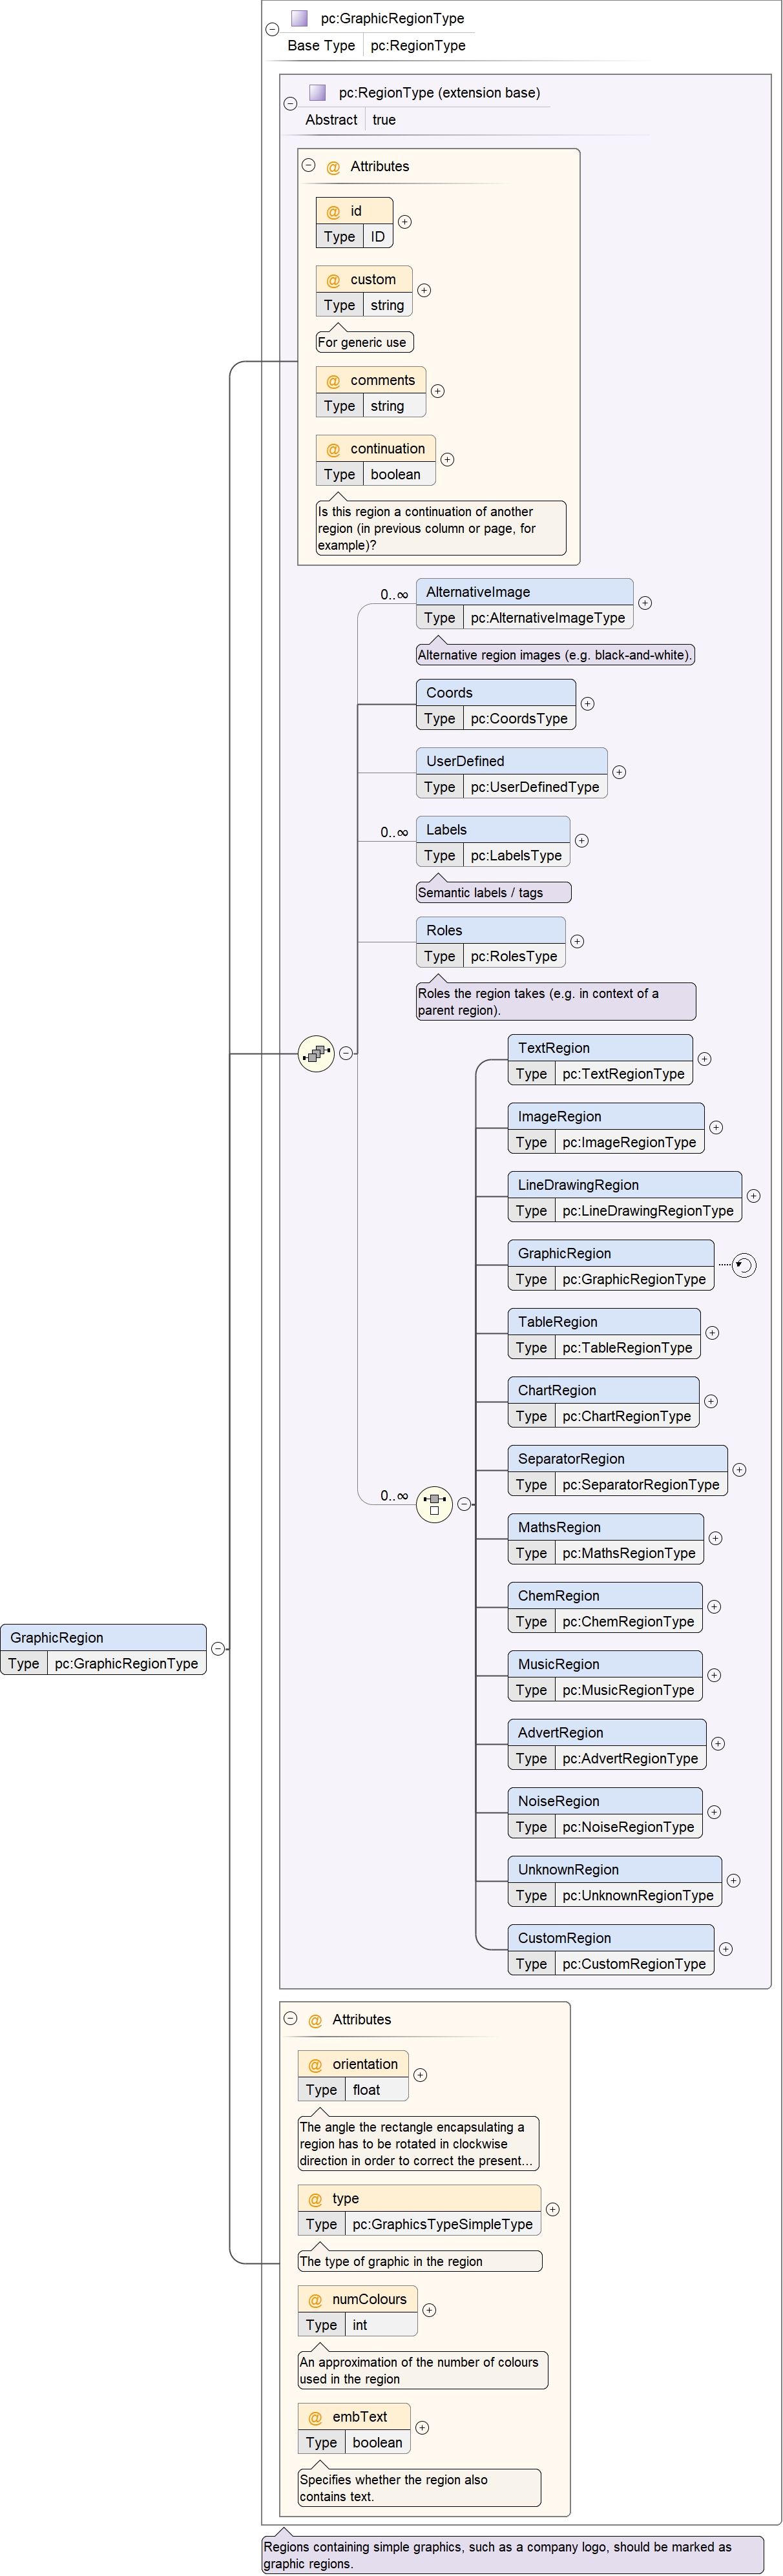 pc:GraphicRegionType
Base Type pc:RegionType
pc:RegionType (extension base)
Abstract true
@ Attributes
@ id
Type ID
@ custom
Type string
For generic use
@ comments
Type string
@ continuation
Type boolean
Is this region a continuation of another
region (in previous column or page, for
example)?
0..∞
AlternativeImage
Type pc:AlternativeImageType
Alternative region images (e.g. black-and-white).
Coords
Type pc:CoordsType
UserDefined
Type pc:UserDefinedType
0..∞
Labels
Type pc:LabelsType
Semantic labels / tags
Roles
Type pc:RolesType
Roles the region takes (e.g. in context of a
parent region).
TextRegion
Type pc:TextRegionType
ImageRegion
Type pc:ImageRegionType
LineDrawingRegion
Type pc:LineDrawingRegionType
GraphicRegion
Type pc:GraphicRegionType
TableRegion
Type pc:TableRegionType
ChartRegion
Type pc:ChartRegionType
SeparatorRegion
Type pc:SeparatorRegionType
0..∞
MathsRegion
Type pc:MathsRegionType
ChemRegion
Type pc:ChemRegionType
GraphicRegion
Type pc:GraphicRegionType
MusicRegion
Type pc:MusicRegionType
AdvertRegion
Type pc:AdvertRegionType
NoiseRegion
Type pc:NoiseRegionType
UnknownRegion
Type pc:UnknownRegionType
CustomRegion
Type pc:CustomRegionType
@ Attributes
@ orientation
Type float
The angle the rectangle encapsulating a
region has to be rotated in clockwise
direction in order to correct the present...
@ type
Type pc:GraphicsTypeSimpleType
The type of graphic in the region
@ numColours
Type int
An approximation of the number of colours
used in the region
@ embText
Type boolean
Specifies whether the region also
contains text.
Regions containing simple graphics, such as a company logo, should be marked as
graphic regions.